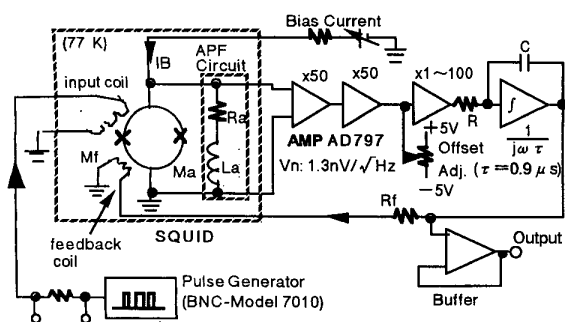 Bias Current
C
(77 K)
IB
APF
Circuit
x50
x50
x1~100
input coil
Ra
R
∫
+5V
AMP AD797
Offset
1
jω τ
Mf
Ma
La
Vn: 1.3nV/√Hz
Adj.
(τ=0.9 μs)
−5V
Rf
SQUID
feedback
coil
Output
Pulse Generator
(BNC-Model 7010)
Buffer